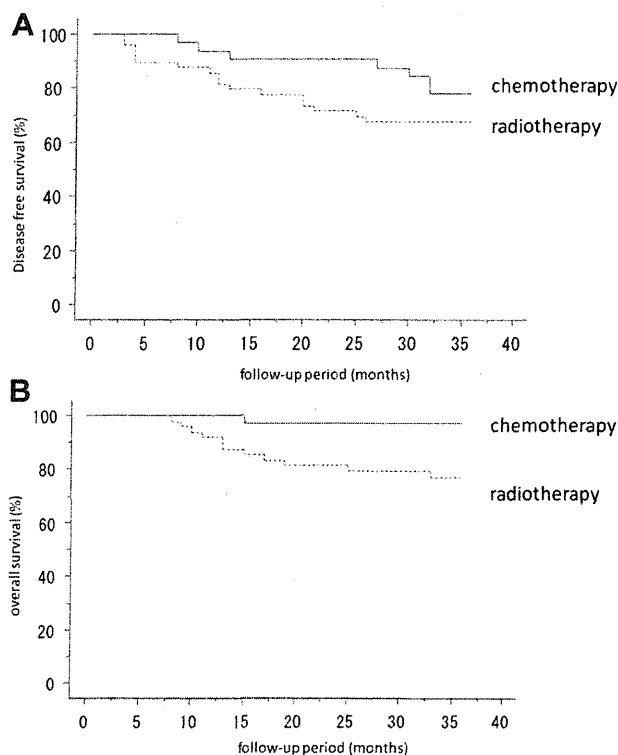 A
100
80
60
40
20
0
Disease free survival (%)
chemotherapy
radiotherapy
0 5 10 15 20 25 30 35 40
follow-up period (months)
B
100
80
60
40
20
0
overall survival (%)
chemotherapy
radiotherapy
0 5 10 15 20 25 30 35 40
follow-up period (months)